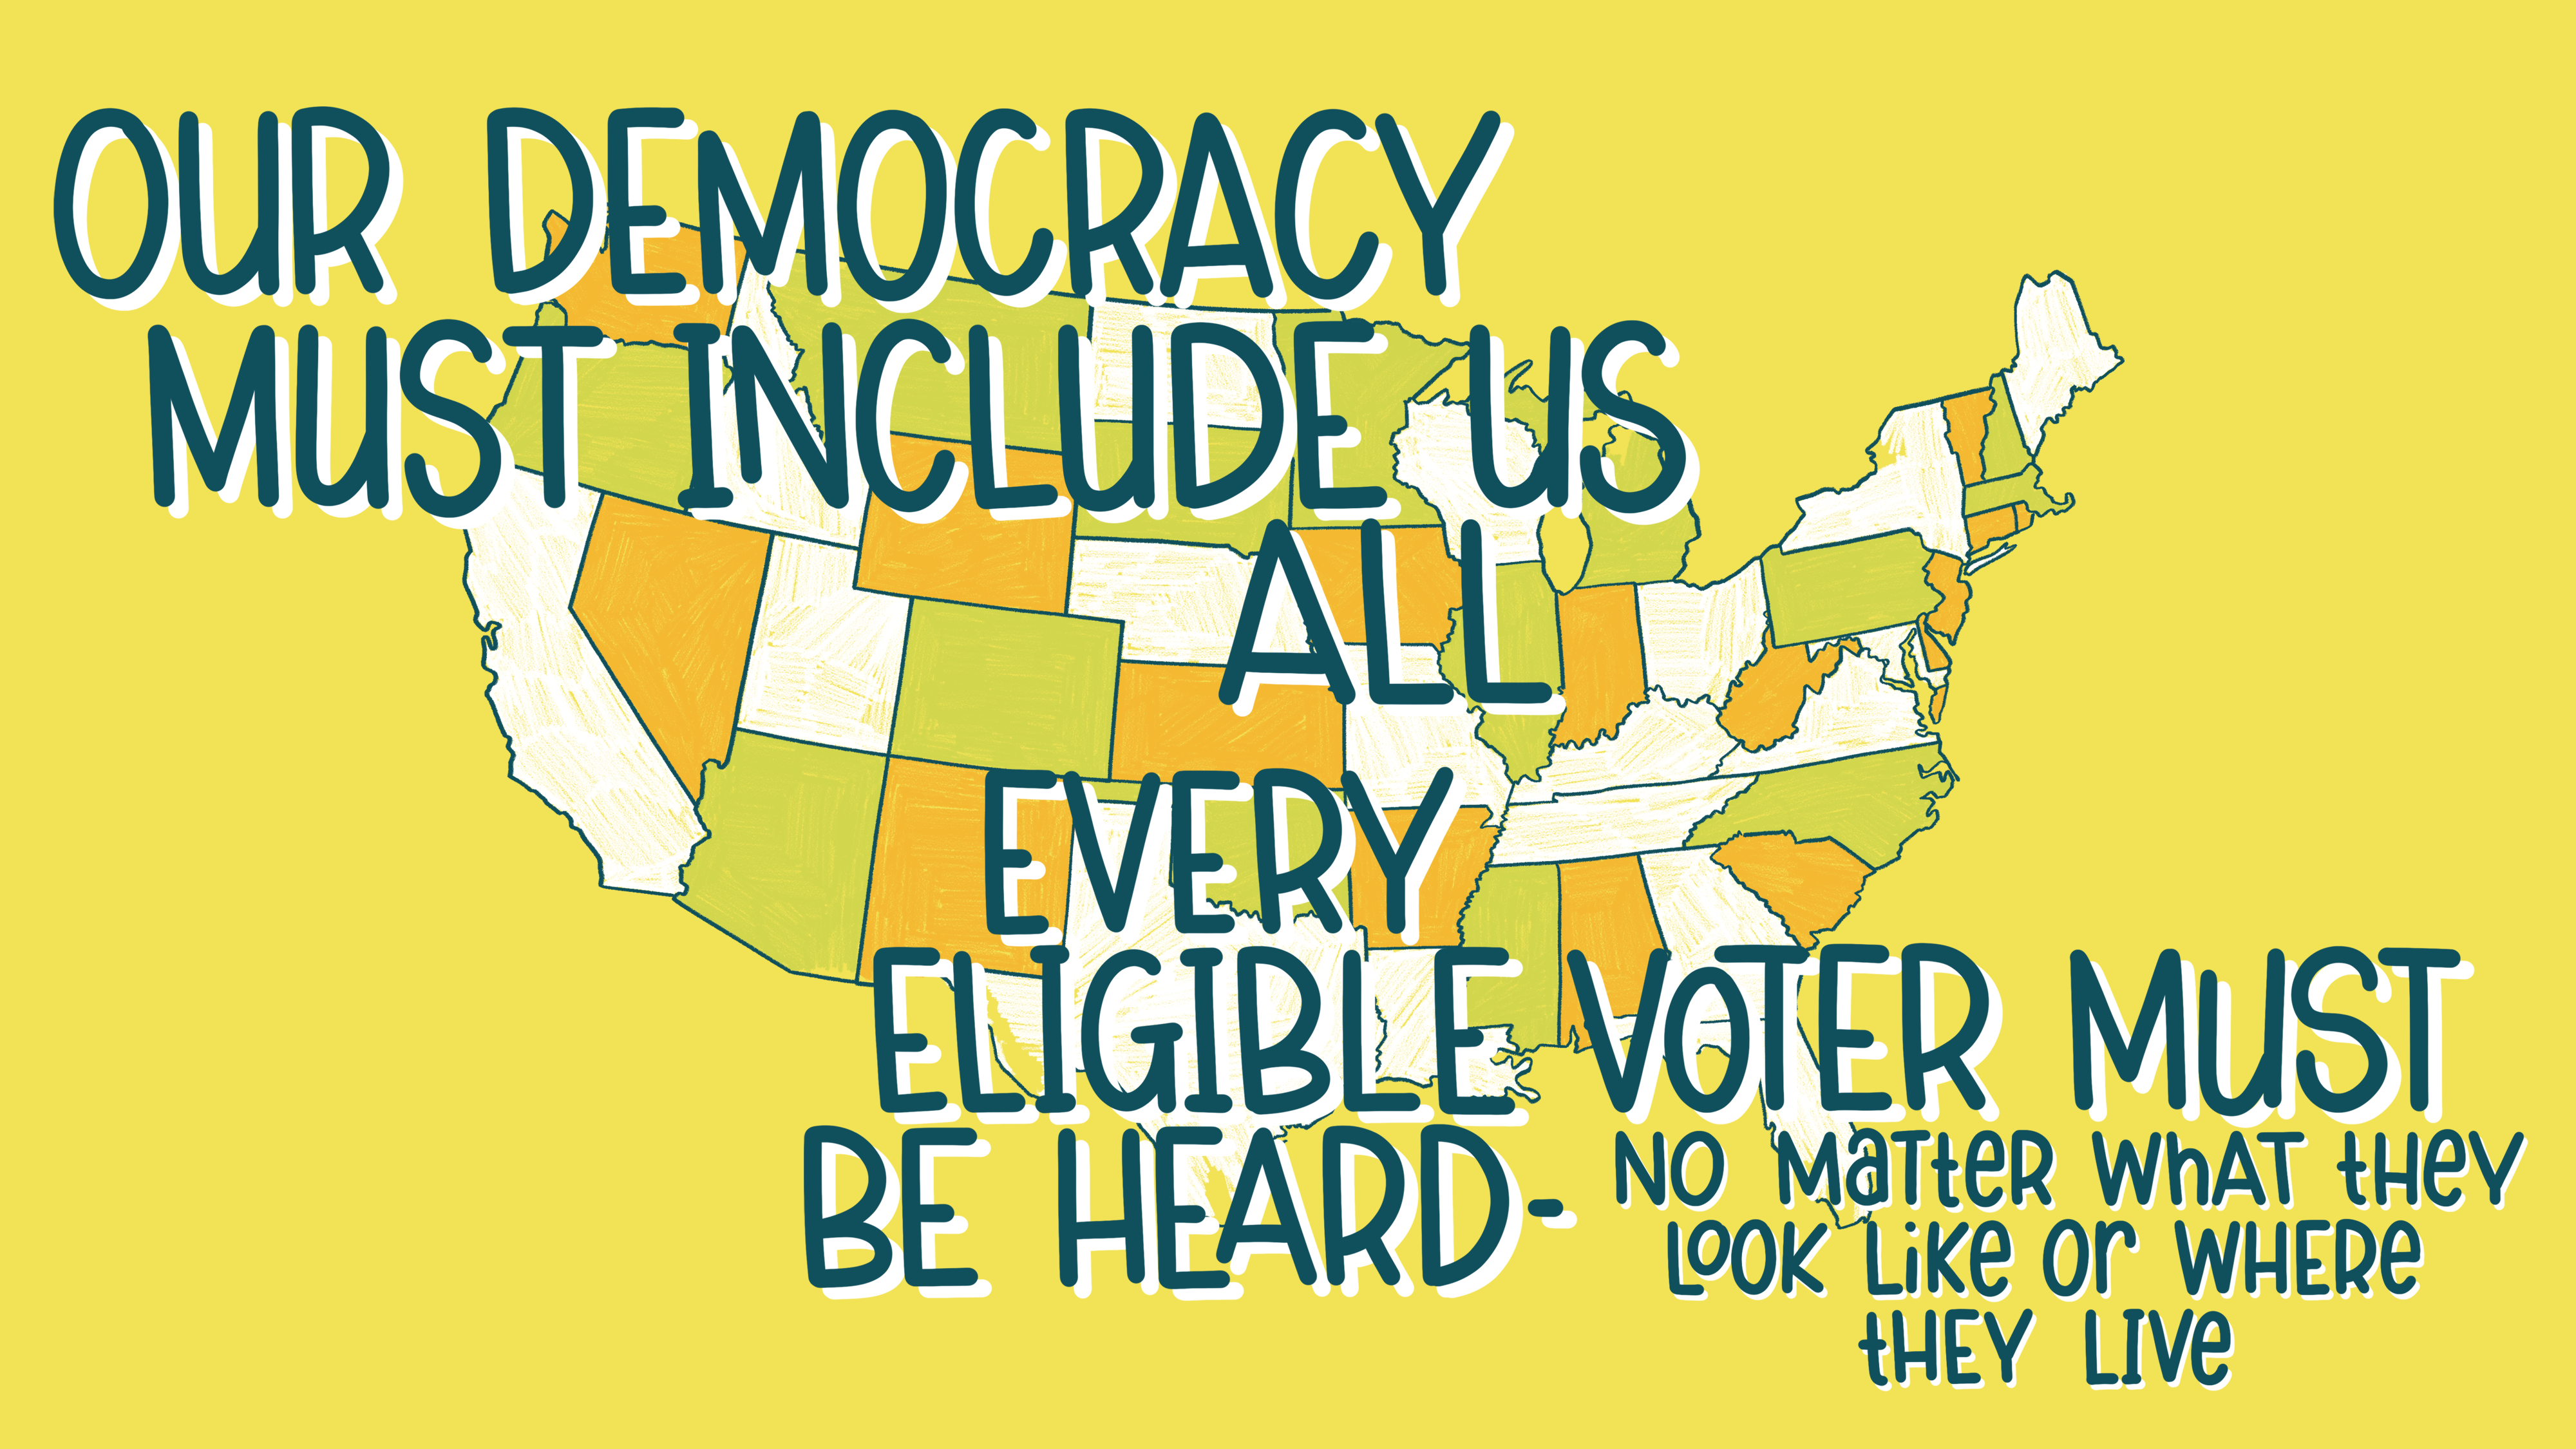 OUR DEMOCRACY
MUST INCLUDE US
ALL
EVERY
ELIGIBLE VOTER MUST
BE HEARD-
NO MaTteR WhAT tHeY
LoOK LiKe Or WHERe
tHEY LIVe